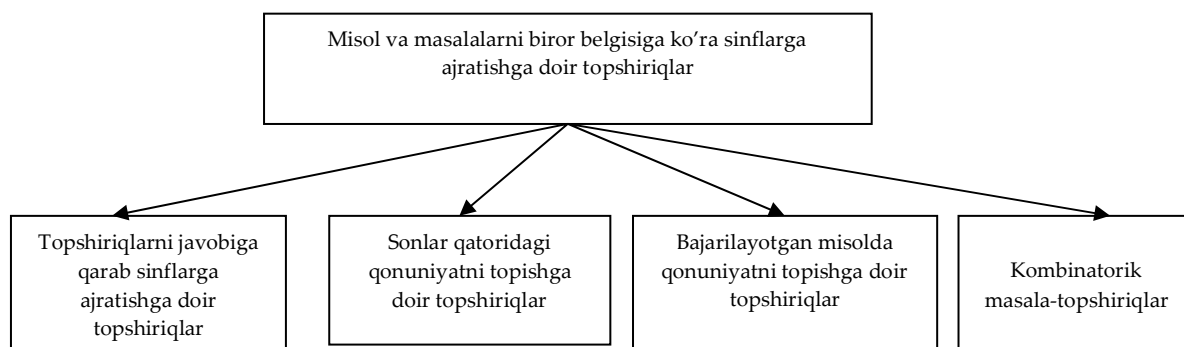 Misol va masalalarni biror belgisiga ko’ra sinflarga
ajratishga doir topshiriqlar
Topshiriqlarni javobiga
qarab sinflarga
ajratishga doir
topshiriqlar
Sonlar qatoridagi
qonuniyatni topishga
doir topshiriqlar
Bajarilayotgan misolda
qonuniyatni topishga doir
topshiriqlar
Kombinatorik
masala-topshiriqlar